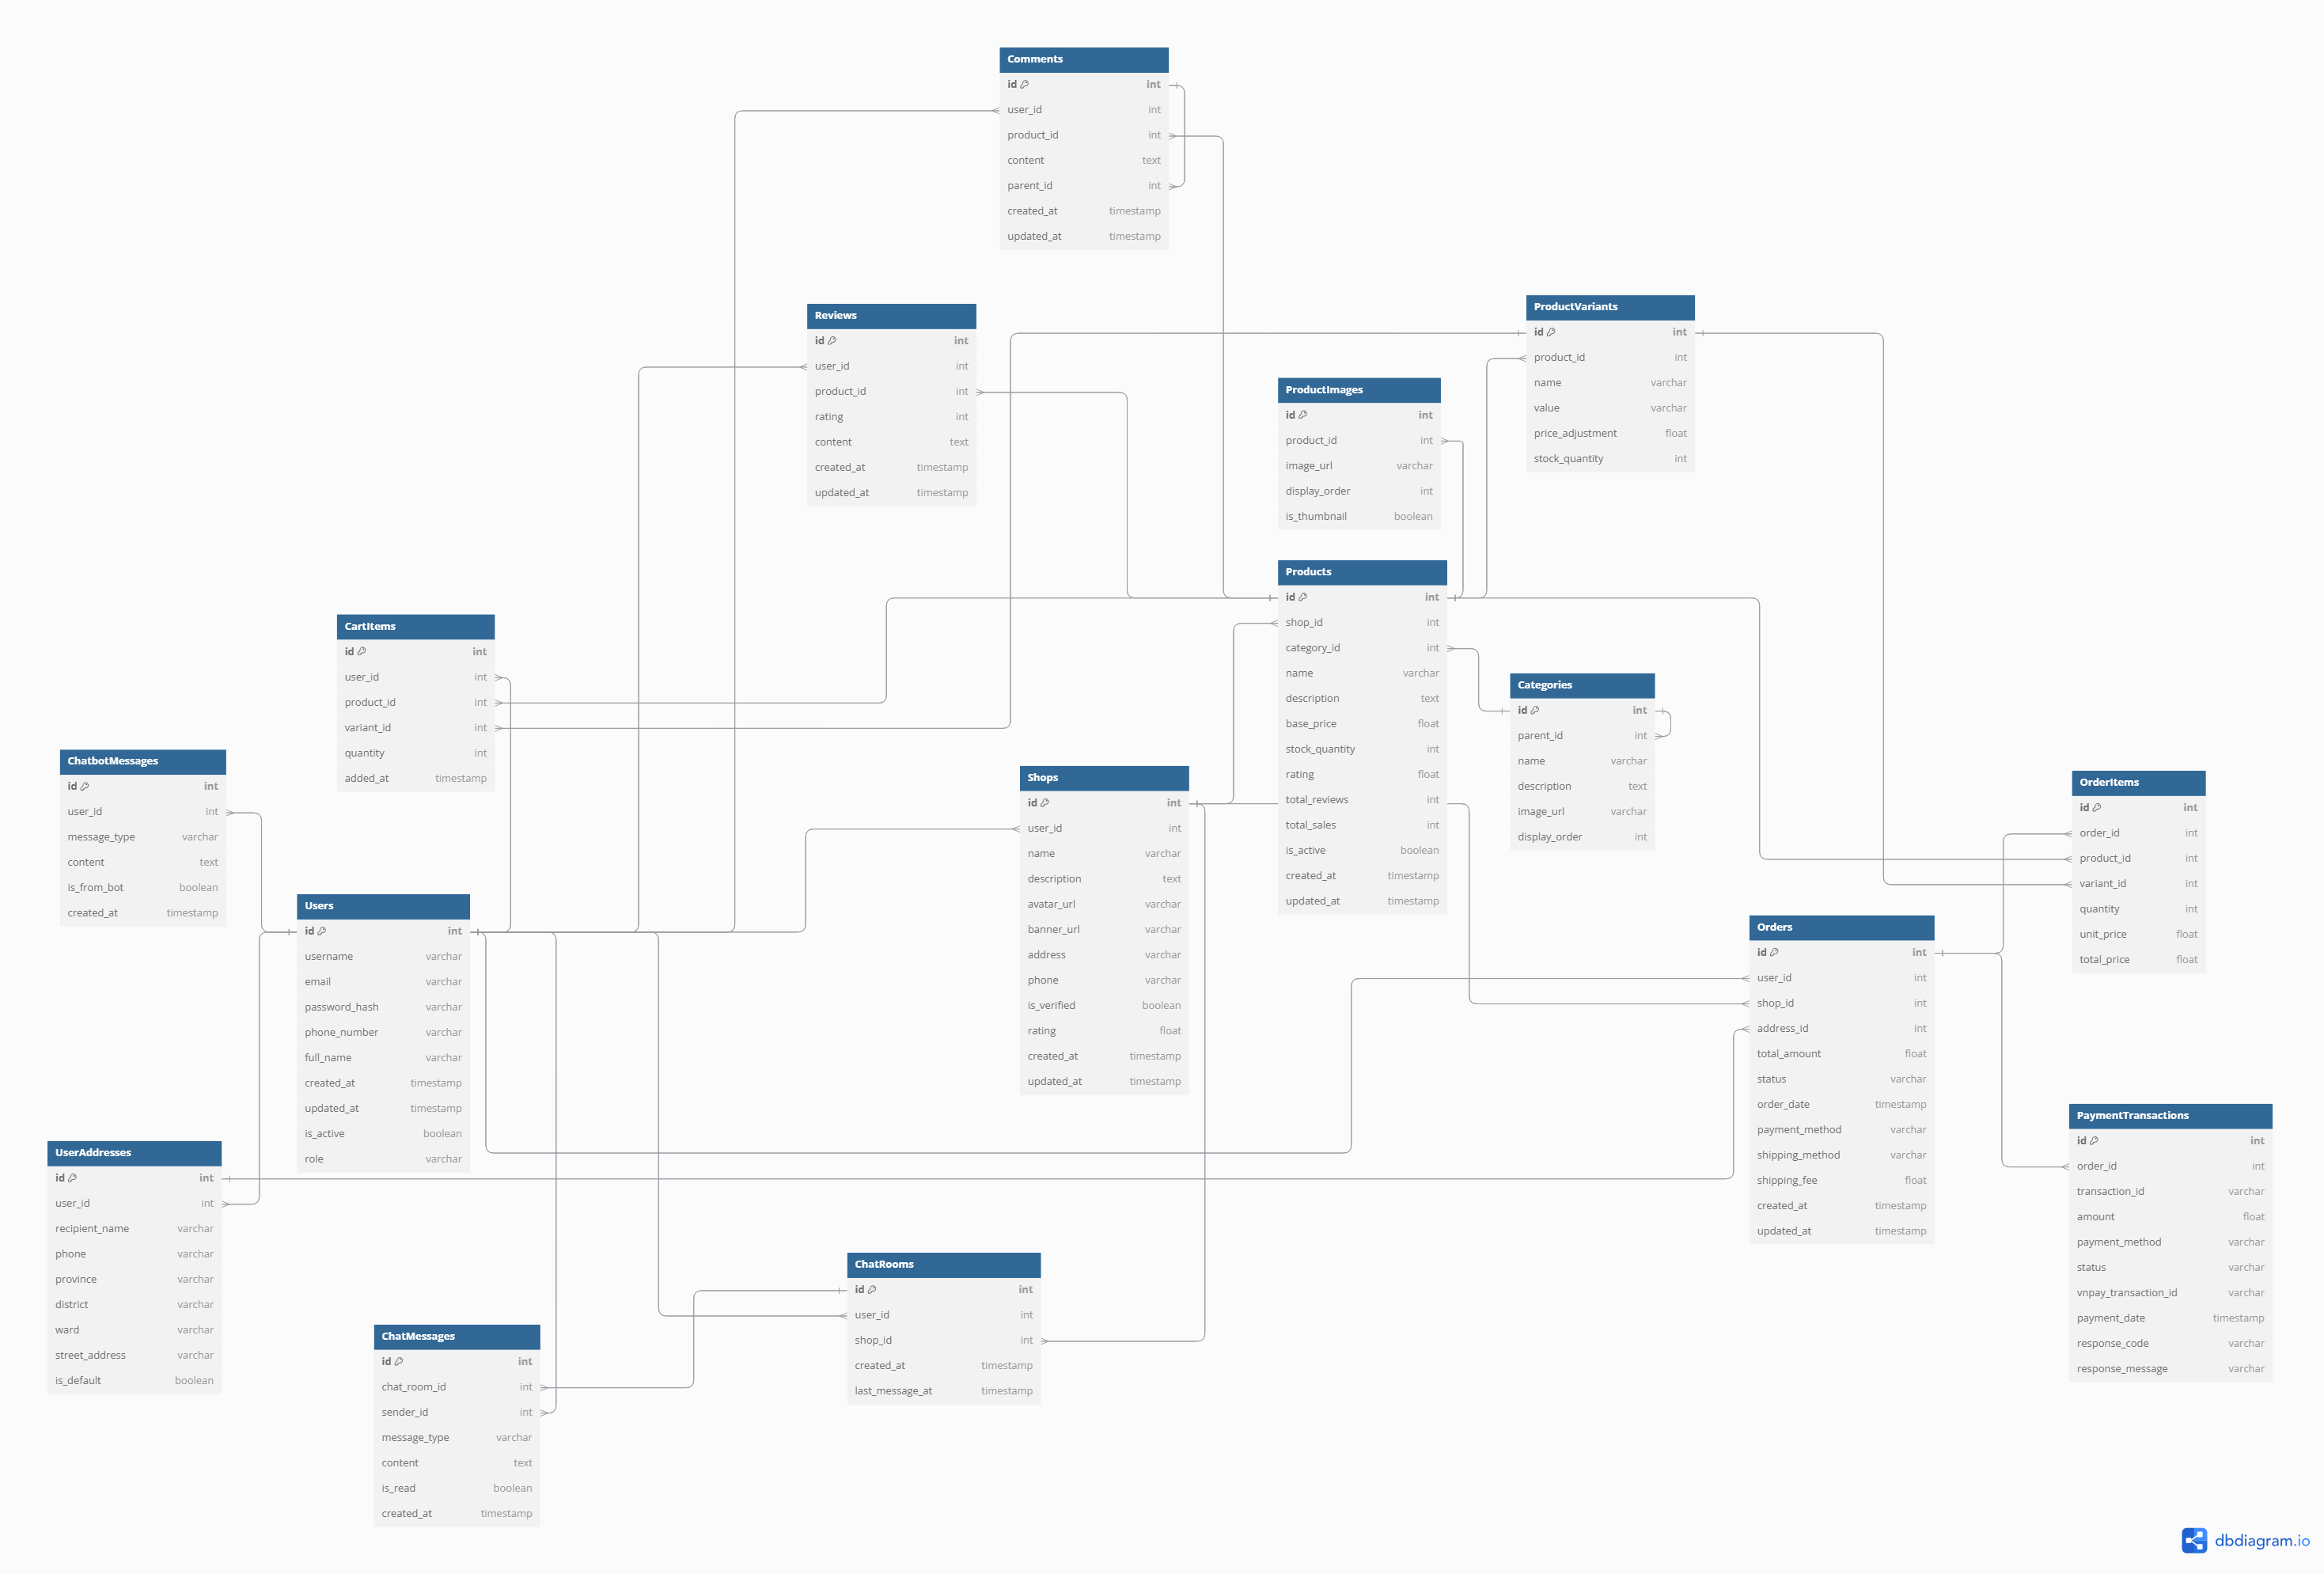 Comments
id int
user_id int
product_id int
content text
parent_id int
created_at timestamp
updated_at timestamp
Reviews
id int
user_id int
product_id int
rating int
content text
created_at timestamp
updated_at timestamp
ProductVariants
id int
product_id int
name varchar
value varchar
price_adjustment float
stock_quantity int
ProductImages
id int
product_id int
image_url varchar
display_order int
is_thumbnail boolean
Products
id int
shop_id int
category_id int
name varchar
description text
base_price float
stock_quantity int
rating float
total_reviews int
total_sales int
is_active boolean
created_at timestamp
updated_at timestamp
CartItems
id int
user_id int
product_id int
variant_id int
quantity int
added_at timestamp
Categories
id int
parent_id int
name varchar
description text
image_url varchar
display_order int
ChatbotMessages
id int
user_id int
message_type varchar
content text
is_from_bot boolean
created_at timestamp
Shops
id int
user_id int
name varchar
description text
avatar_url varchar
banner_url varchar
address varchar
phone varchar
is_verified boolean
rating float
created_at timestamp
updated_at timestamp
OrderItems
id int
order_id int
product_id int
variant_id int
quantity int
unit_price float
total_price float
Users
id int
username varchar
email varchar
password_hash varchar
phone_number varchar
full_name varchar
created_at timestamp
updated_at timestamp
is_active boolean
role varchar
Orders
id int
user_id int
shop_id int
address_id int
total_amount float
status varchar
order_date timestamp
payment_method varchar
shipping_method varchar
shipping_fee float
created_at timestamp
updated_at timestamp
PaymentTransactions
id int
order_id int
transaction_id varchar
amount float
payment_method varchar
status varchar
vnpay_transaction_id varchar
payment_date timestamp
response_code varchar
response_message varchar
UserAddresses
id int
user_id int
recipient_name varchar
phone varchar
province varchar
district varchar
ward varchar
street_address varchar
is_default boolean
ChatRooms
id int
user_id int
shop_id int
created_at timestamp
last_message_at timestamp
ChatMessages
id int
chat_room_id int
sender_id int
message_type varchar
content text
is_read boolean
created_at timestamp
dbdiagram.io